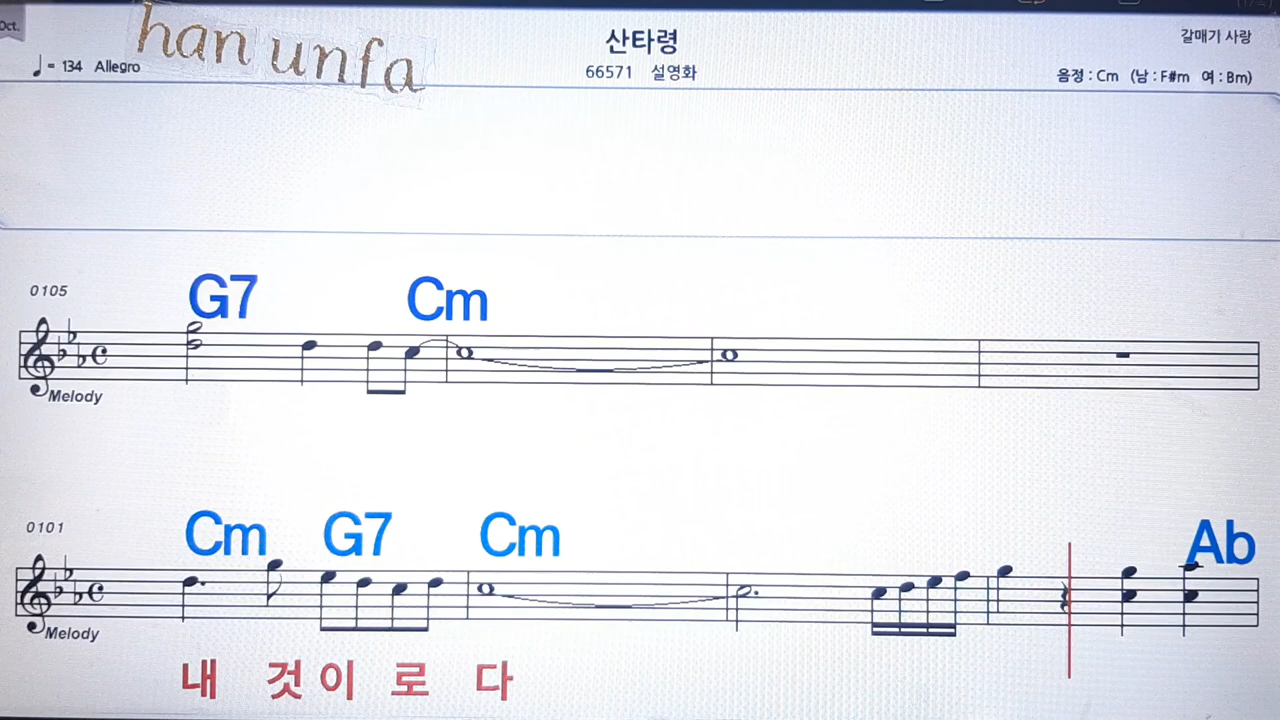 Oct.
han unfa
산타령
갈매기 사랑
♩= 134 Allegro
66571 설영화
음정 : Cm (남 : F#m 여 : Bm)
0105
G7 Cm
Melody
0101
Cm G7 Cm Ab
Melody
내 것 이 로 다